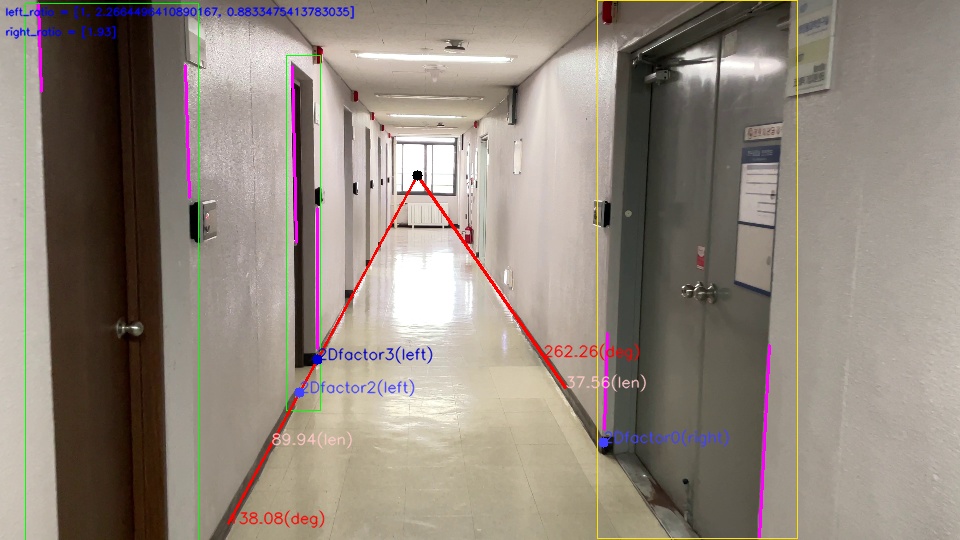 left_ratio = [1, 2.2664496410890167, 0.8833475413783035]
right_ratio = [1.93]
2Dfactor3(left)
262.26(deg)
2Dfactor2(left)
37.56(len)
89.94(len)
2Dfactor0(right)
38.08(deg)